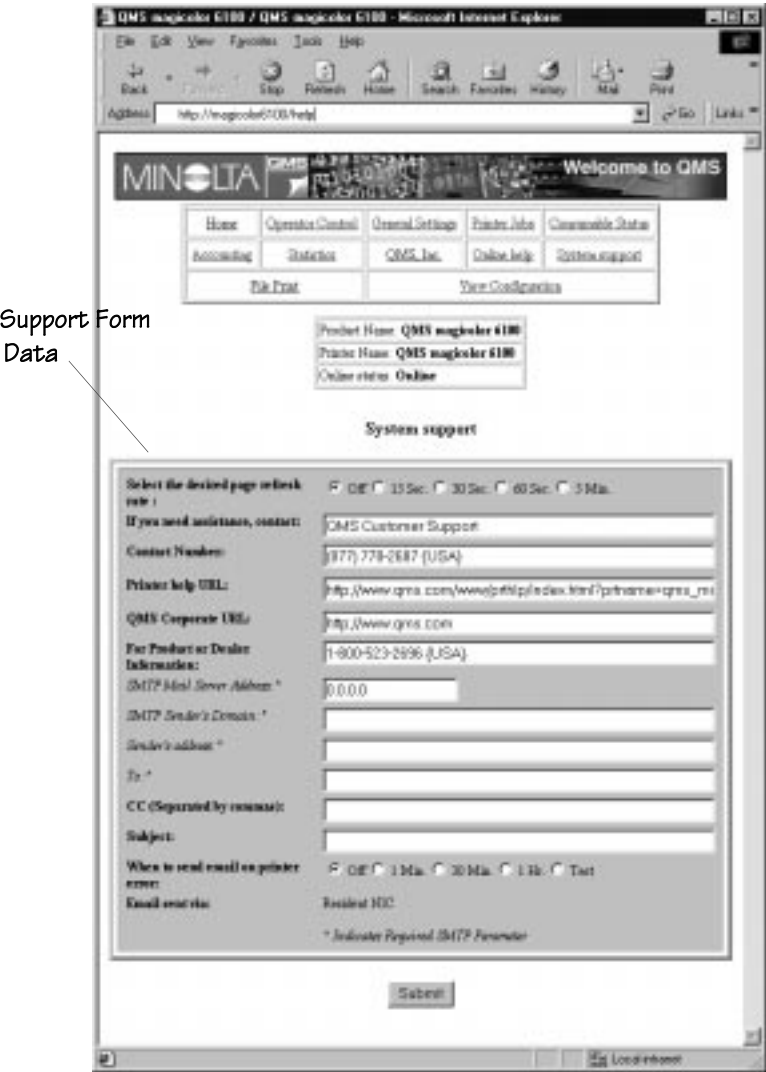 QMS magicolor 6100 / QMS magicolor 6100 - Microsoft Internet Explorer
File Edit View Favorites Tools Help
Back Stop Refresh Home Search Favorites History Mail Print
Address http://magicolor6100/help Go Links
MINOLTA QMS Welcome to QMS
Home Operator Control General Settings Printer Jobs Consumable Status
Accounting Statistics QMS, Inc. Online help System support
File Print View Configuration
Support Form
Data
Product Name: QMS magicolor 6100
Printer Name: QMS magicolor 6100
Online status: Online
System support
Select the desired page refresh
rate :
Off 15 Sec. 30 Sec. 60 Sec. 5 Min.
If you need assistance, contact: QMS Customer Support
Contact Number: (877) 778-2687 (USA)
Printer help URL: http://www.qms.com/www/prthlp/index.html?prtname=qms_m
QMS Corporate URL: http://www.qms.com
For Product or Dealer
Information:
1-800-523-2696 (USA)
SMTP Mail Server Address: * 0.0.0.0
SMTP Sender's Domain: *
Sender's address: *
To: *
CC (Separated by commas):
Subject:
When to send email on printer
error:
Off 1 Min. 30 Min. 1 Hr. Test
Email sent via: Resident NIC
* Indicates Required SMTP Parameter
Submit
Local intranet